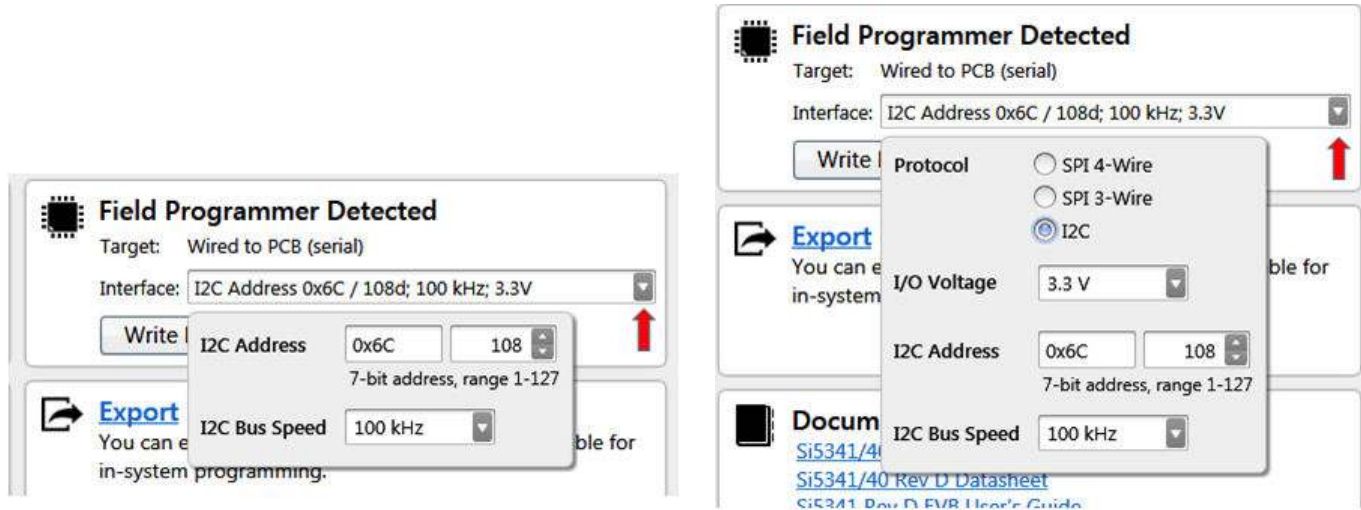 Field Programmer Detected
Target: Wired to PCB (serial)
Interface: I2C Address 0x6C / 108d; 100 kHz; 3.3V
Write
I2C Address 0x6C 108
7-bit address, range 1-127
I2C Bus Speed 100 kHz
Export
You can e ble for
in-system programming.
Field Programmer Detected
Target: Wired to PCB (serial)
Interface: I2C Address 0x6C / 108d; 100 kHz; 3.3V
Write
Protocol SPI 4-Wire
SPI 3-Wire
I2C
I/O Voltage 3.3 V
I2C Address 0x6C 108
7-bit address, range 1-127
I2C Bus Speed 100 kHz
Export
You can e ble for
in-system
Docum
Si5341/4
Si5341/40 Rev D Datasheet
Si5341 Rev D EVB User's Guide